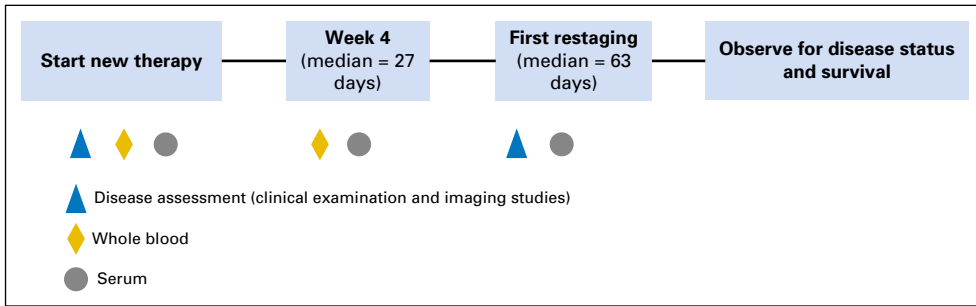 Start new therapy
Week 4
(median = 27
days)
First restaging
(median = 63
days)
Observe for disease status
and survival
Disease assessment (clinical examination and imaging studies)
Whole blood
Serum